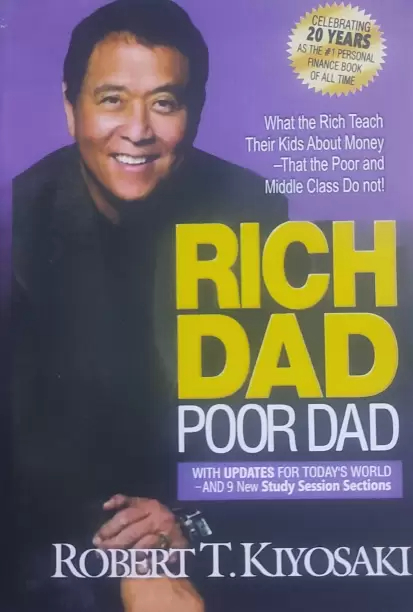 CELEBRATING
20 YEARS
AS THE #1 PERSONAL
FINANCE BOOK
OF ALL TIME
What the Rich Teach
Their Kids About Money
–That the Poor and
Middle Class Do not!
RICH
DAD
POOR DAD
WITH UPDATES FOR TODAY'S WORLD
–AND 9 New Study Session Sections
ROBERT T. KIYOSAKI